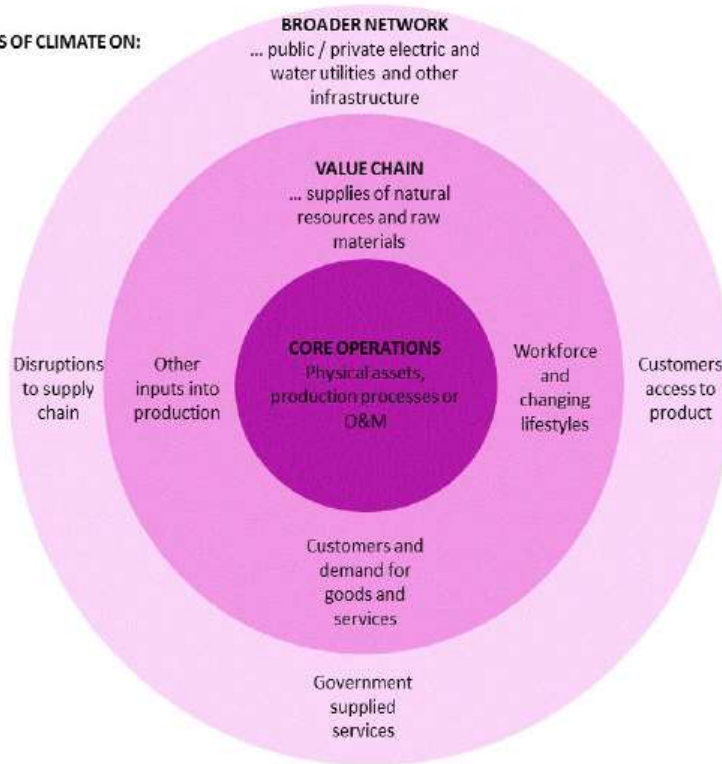 S OF CLIMATE ON:
BROADER NETWORK
... public / private electric and
water utilities and other
infrastructure
VALUE CHAIN
... supplies of natural
resources and raw
materials
CORE OPERATIONS
Physical assets,
production processes or
O&M
Disruptions
to supply
chain
Other
inputs into
production
Workforce
and
changing
lifestyles
Customers
access to
product
Customers and
demand for
goods and
services
Government
supplied
services